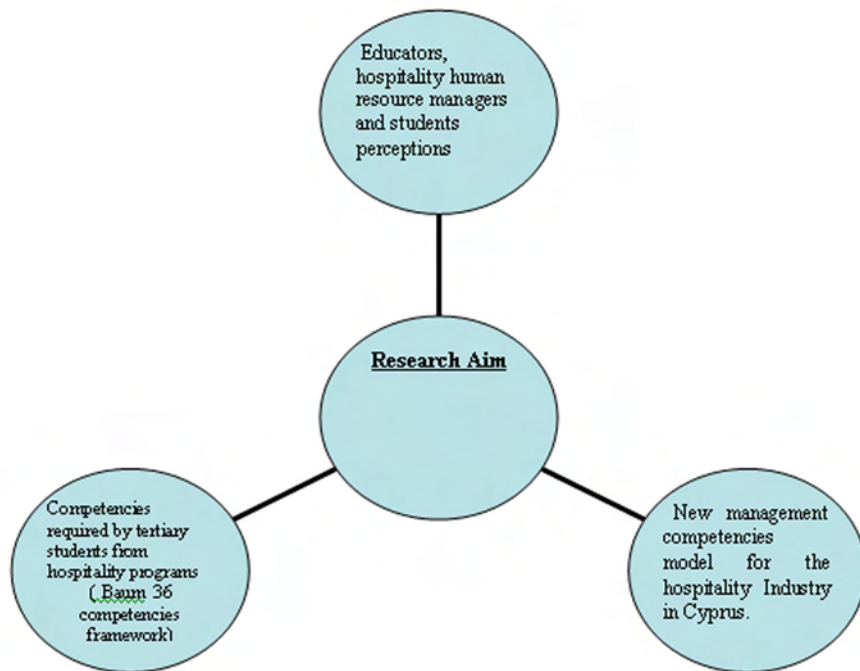 Educators,
hospitality human
resource managers
and students
perceptions
Research Aim
Competencies
required by tertiary
students from
hospitality programs
( Baum 36
competencies
framework)
New management
competencies
model for the
hospitality Industry
in Cyprus.